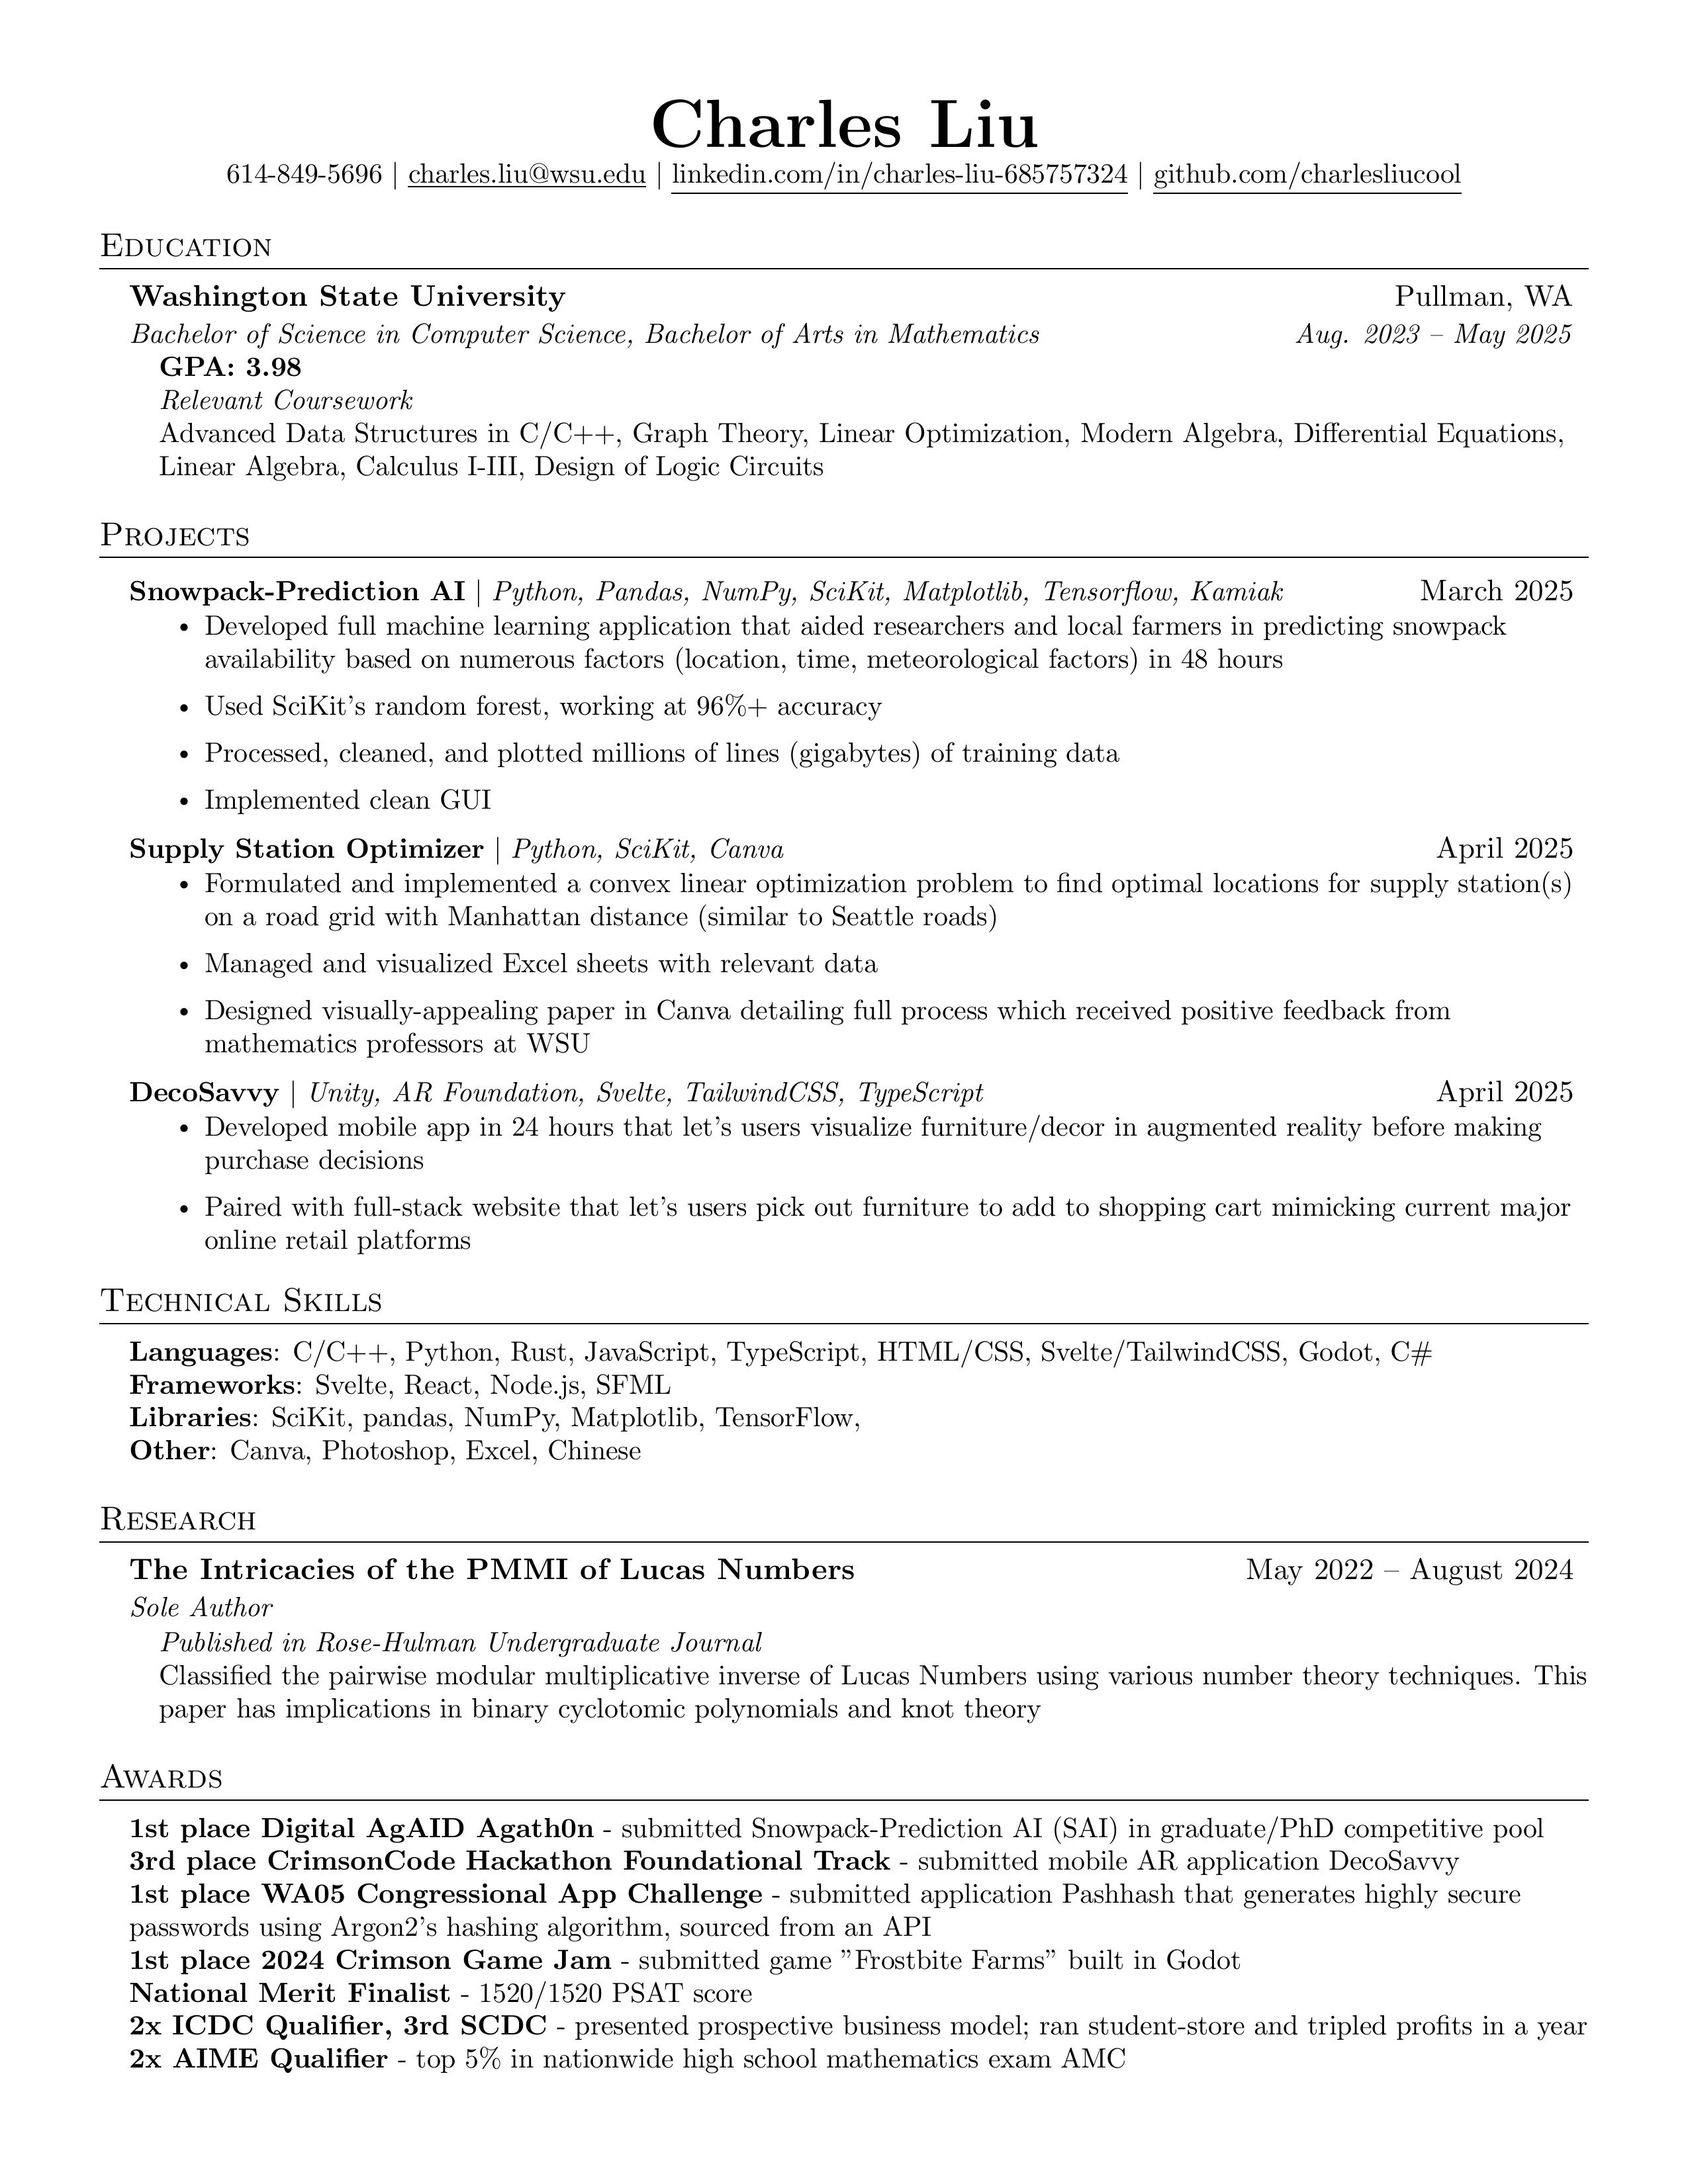 Charles Liu
614-849-5696 | charles.liu@wsu.edu | linkedin.com/in/charles-liu-685757324 | github.com/charlesliucool
Education
Washington State University Pullman, WA
Bachelor of Science in Computer Science, Bachelor of Arts in Mathematics Aug. 2023 – May 2025
GPA: 3.98
Relevant Coursework
Advanced Data Structures in C/C++, Graph Theory, Linear Optimization, Modern Algebra, Differential Equations,
Linear Algebra, Calculus I-III, Design of Logic Circuits
Projects
Snowpack-Prediction AI | Python, Pandas, NumPy, SciKit, Matplotlib, Tensorflow, Kamiak March 2025
• Developed full machine learning application that aided researchers and local farmers in predicting snowpack
availability based on numerous factors (location, time, meteorological factors) in 48 hours
• Used SciKit's random forest, working at 96%+ accuracy
• Processed, cleaned, and plotted millions of lines (gigabytes) of training data
• Implemented clean GUI
Supply Station Optimizer | Python, SciKit, Canva April 2025
• Formulated and implemented a convex linear optimization problem to find optimal locations for supply station(s)
on a road grid with Manhattan distance (similar to Seattle roads)
• Managed and visualized Excel sheets with relevant data
• Designed visually-appealing paper in Canva detailing full process which received positive feedback from
mathematics professors at WSU
DecoSavvy | Unity, AR Foundation, Svelte, TailwindCSS, TypeScript April 2025
• Developed mobile app in 24 hours that let's users visualize furniture/decor in augmented reality before making
purchase decisions
• Paired with full-stack website that let's users pick out furniture to add to shopping cart mimicking current major
online retail platforms
Technical Skills
Languages: C/C++, Python, Rust, JavaScript, TypeScript, HTML/CSS, Svelte/TailwindCSS, Godot, C#
Frameworks: Svelte, React, Node.js, SFML
Libraries: SciKit, pandas, NumPy, Matplotlib, TensorFlow,
Other: Canva, Photoshop, Excel, Chinese
Research
The Intricacies of the PMMI of Lucas Numbers May 2022 – August 2024
Sole Author
Published in Rose-Hulman Undergraduate Journal
Classified the pairwise modular multiplicative inverse of Lucas Numbers using various number theory techniques. This
paper has implications in binary cyclotomic polynomials and knot theory
Awards
1st place Digital AgAID Agath0n - submitted Snowpack-Prediction AI (SAI) in graduate/PhD competitive pool
3rd place CrimsonCode Hackathon Foundational Track - submitted mobile AR application DecoSavvy
1st place WA05 Congressional App Challenge - submitted application Pashhash that generates highly secure
passwords using Argon2's hashing algorithm, sourced from an API
1st place 2024 Crimson Game Jam - submitted game ”Frostbite Farms” built in Godot
National Merit Finalist - 1520/1520 PSAT score
2x ICDC Qualifier, 3rd SCDC - presented prospective business model; ran student-store and tripled profits in a year
2x AIME Qualifier - top 5% in nationwide high school mathematics exam AMC